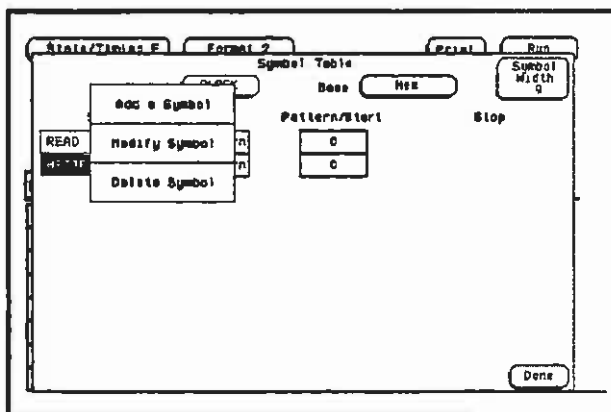 State/Timing E Format 2 Print Run
Symbol Table
Symbol
Width
9
Base Hex
Add a Symbol
Pattern/Start Stop
READ Modify Symbol 0
0
Delete Symbol
Done